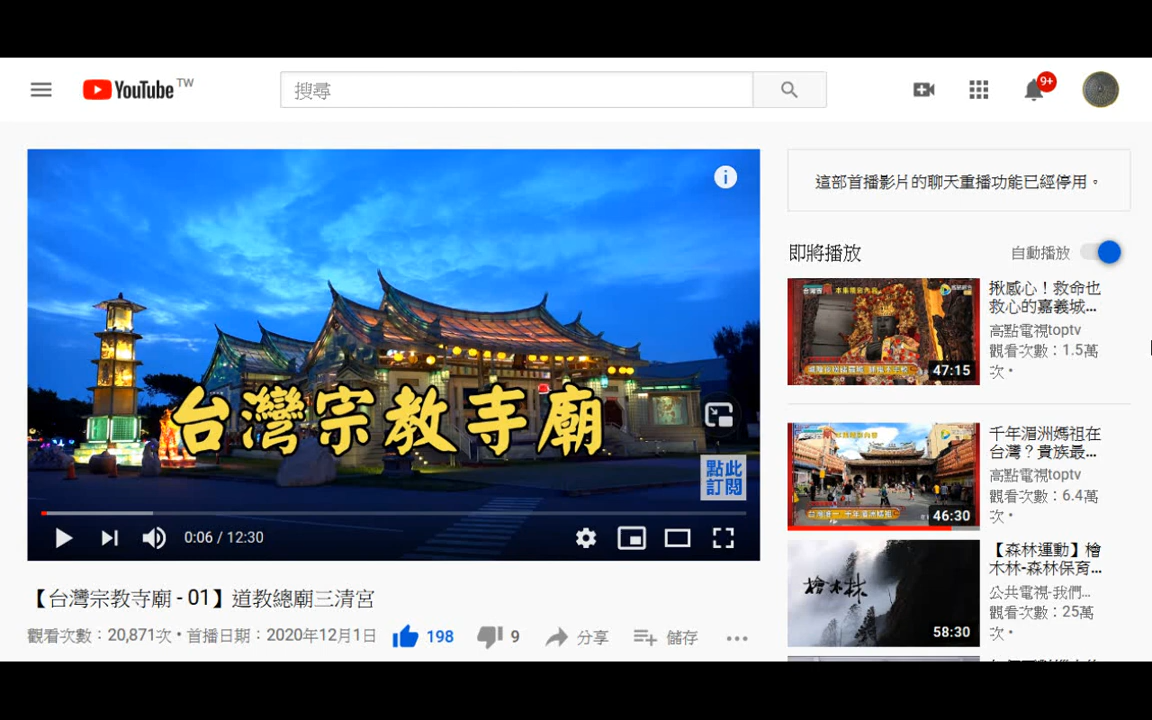 YouTube TW
搜尋
9+
台灣宗教寺廟
點此
訂閱
0:06 / 12:30
【台灣宗教寺廟 - 01】道教總廟三清宮
觀看次數：20,871次 • 首播日期：2020年12月1日
198
9
分享
儲存
這部首播影片的聊天重播功能已經停用。
即將播放
自動播放
47:15
揪感心！救命也
救心的嘉義城...
高點電視toptv
觀看次數：1.5萬
次 •
46:30
千年湄洲媽祖在
台灣？貴族最...
高點電視toptv
觀看次數：6.4萬
次 •
檜木林
58:30
【森林運動】檜
木林-森林保育...
公共電視-我們...
觀看次數：25萬
次 •